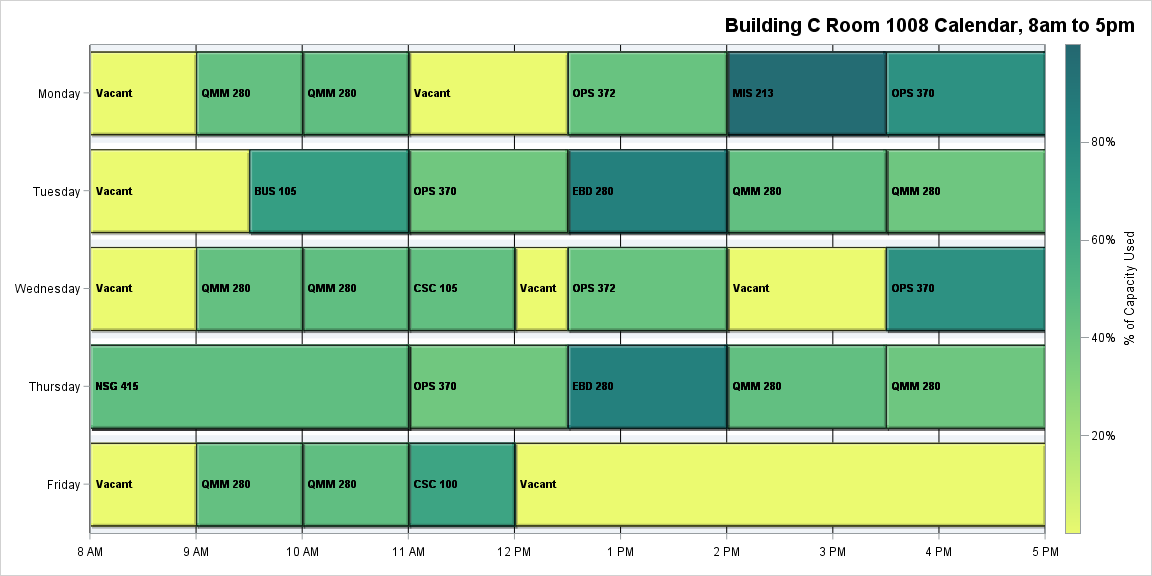 Building C Room 1008 Calendar, 8am to 5pm
Monday
Vacant
QMM 280
QMM 280
Vacant
OPS 372
MIS 213
OPS 370
Tuesday
Vacant
BUS 105
OPS 370
EBD 280
QMM 280
QMM 280
Wednesday
Vacant
QMM 280
QMM 280
CSC 105
Vacant
OPS 372
Vacant
OPS 370
Thursday
NSG 415
OPS 370
EBD 280
QMM 280
QMM 280
Friday
Vacant
QMM 280
QMM 280
CSC 100
Vacant
8 AM
9 AM
10 AM
11 AM
12 PM
1 PM
2 PM
3 PM
4 PM
5 PM
80%
60%
40%
20%
% of Capacity Used